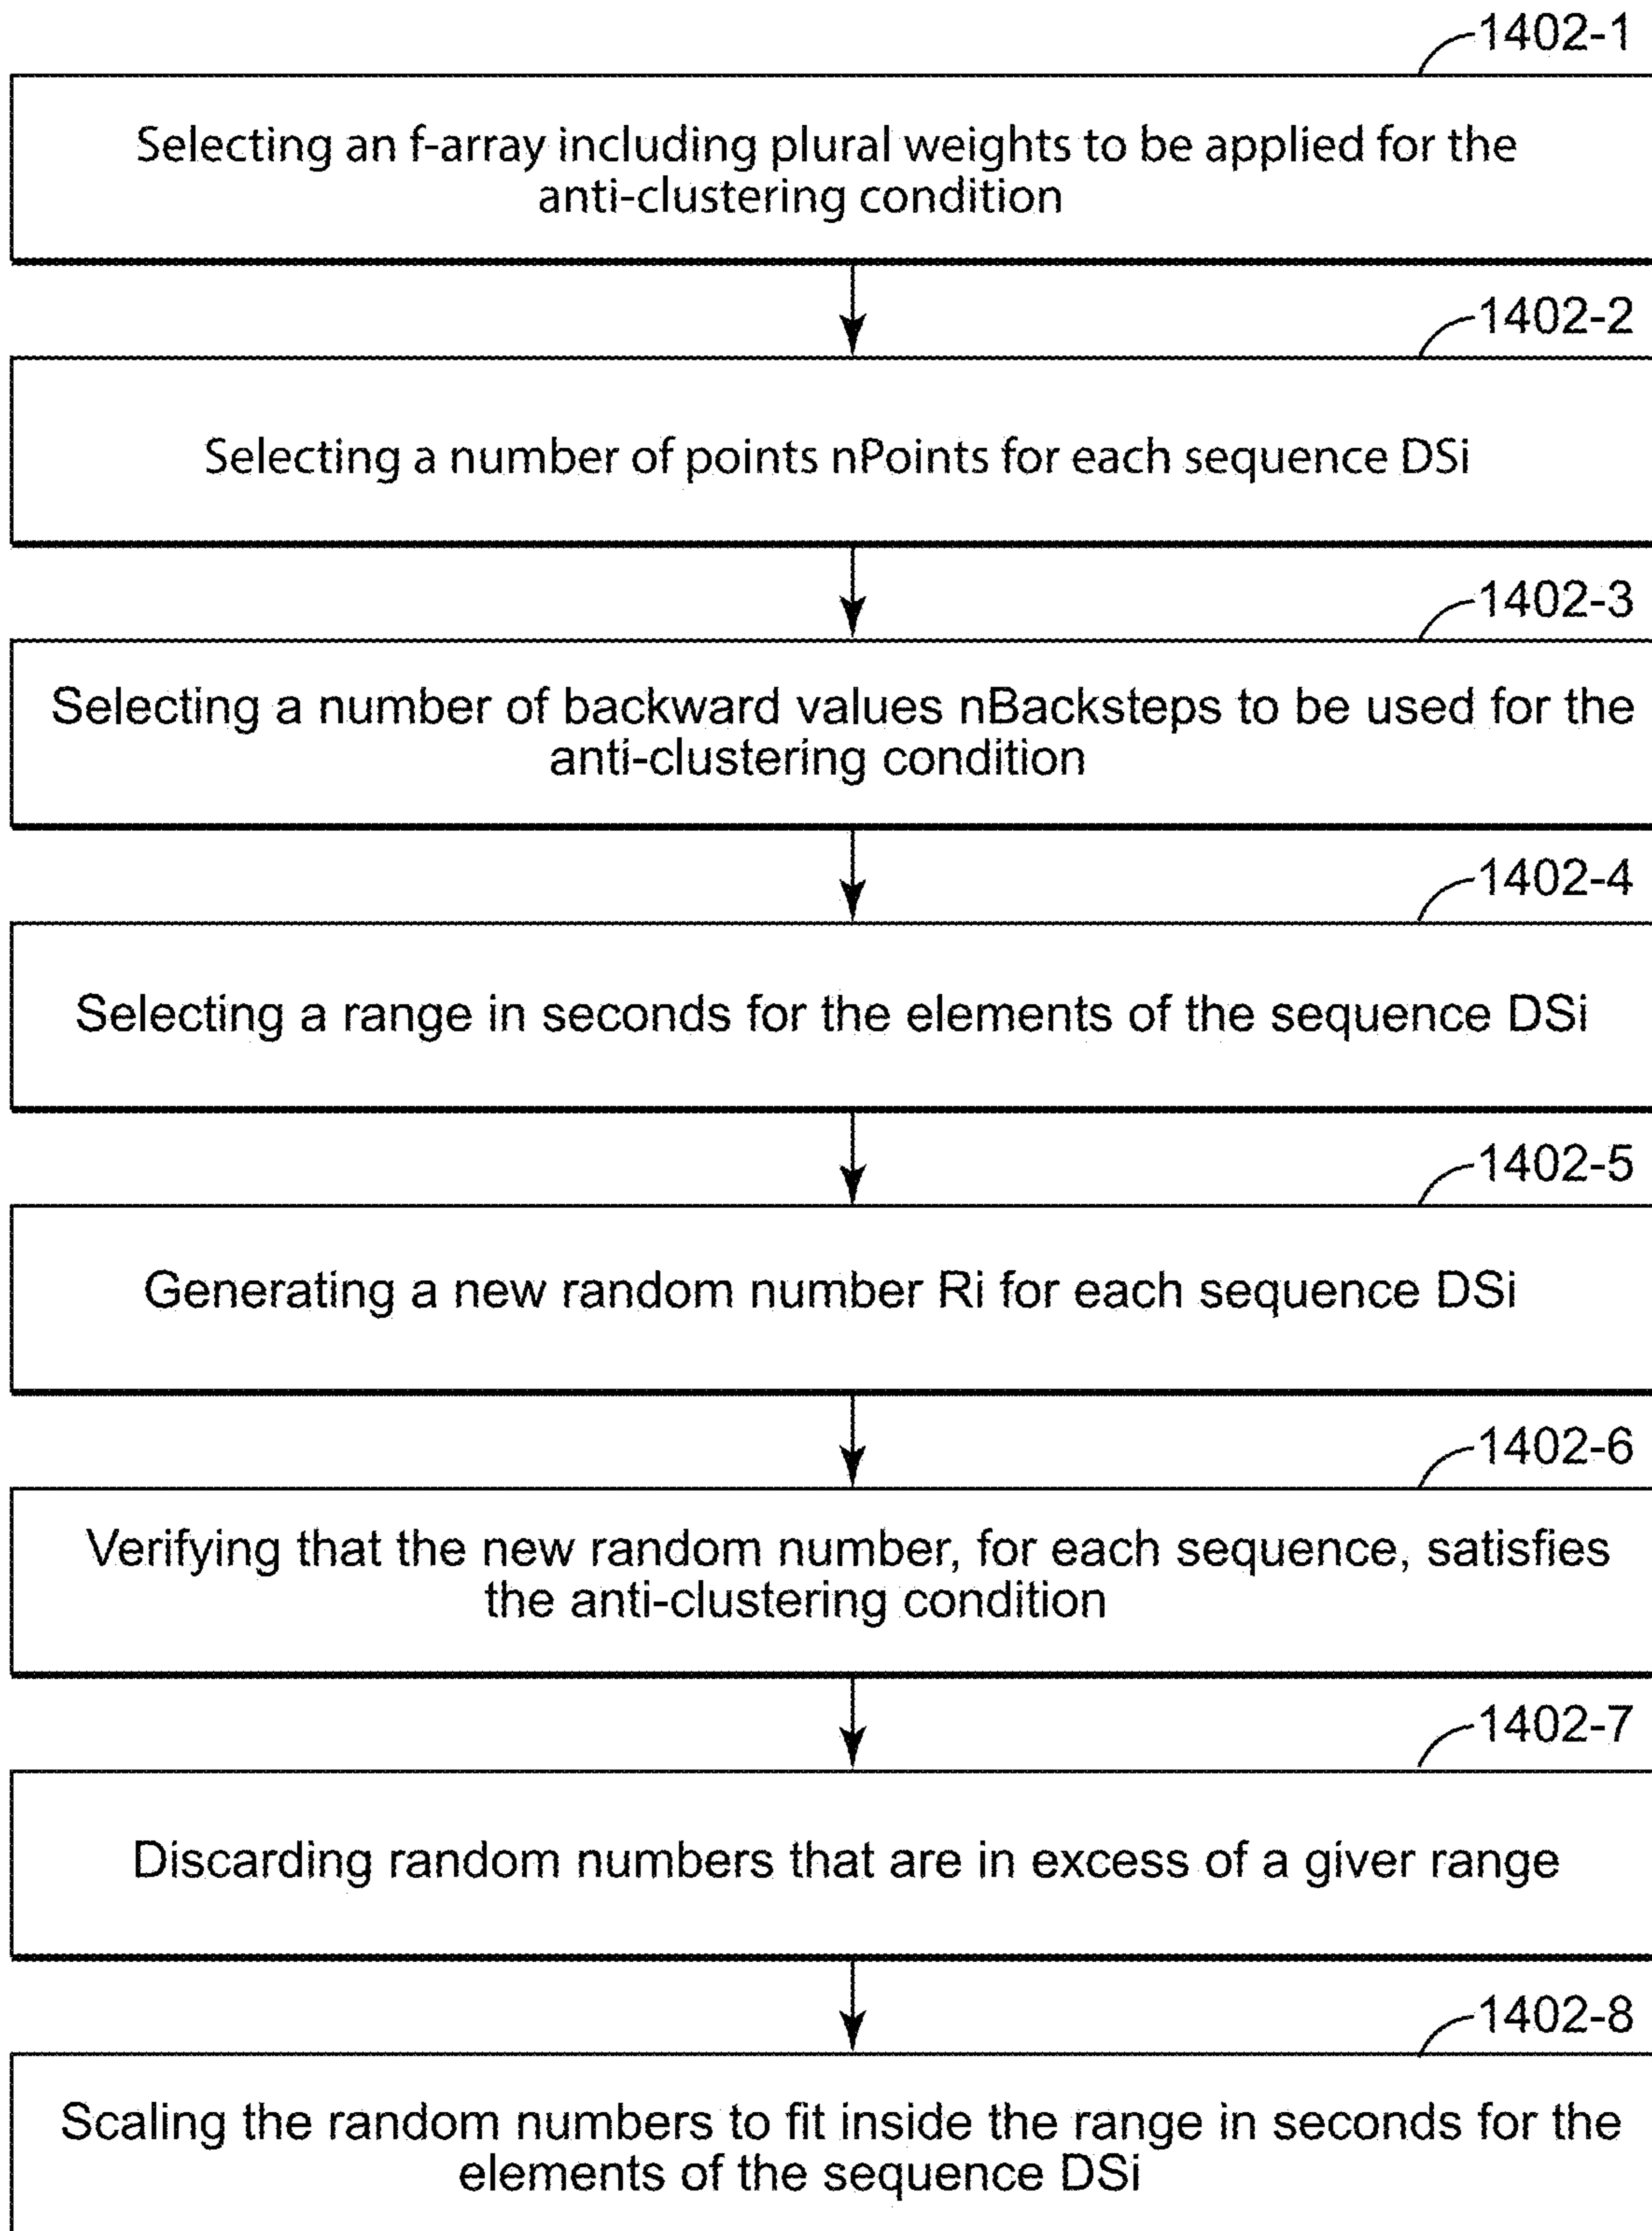 1402-1
Selecting an f-array including plural weights to be applied for the
anti-clustering condition
1402-2
Selecting a number of points nPoints for each sequence DSi
1402-3
Selecting a number of backward values nBacksteps to be used for the
anti-clustering condition
1402-4
Selecting a range in seconds for the elements of the sequence DSi
1402-5
Generating a new random number Ri for each sequence DSi
1402-6
Verifying that the new random number, for each sequence, satisfies
the anti-clustering condition
1402-7
Discarding random numbers that are in excess of a giver range
1402-8
Scaling the random numbers to fit inside the range in seconds for the
elements of the sequence DSi